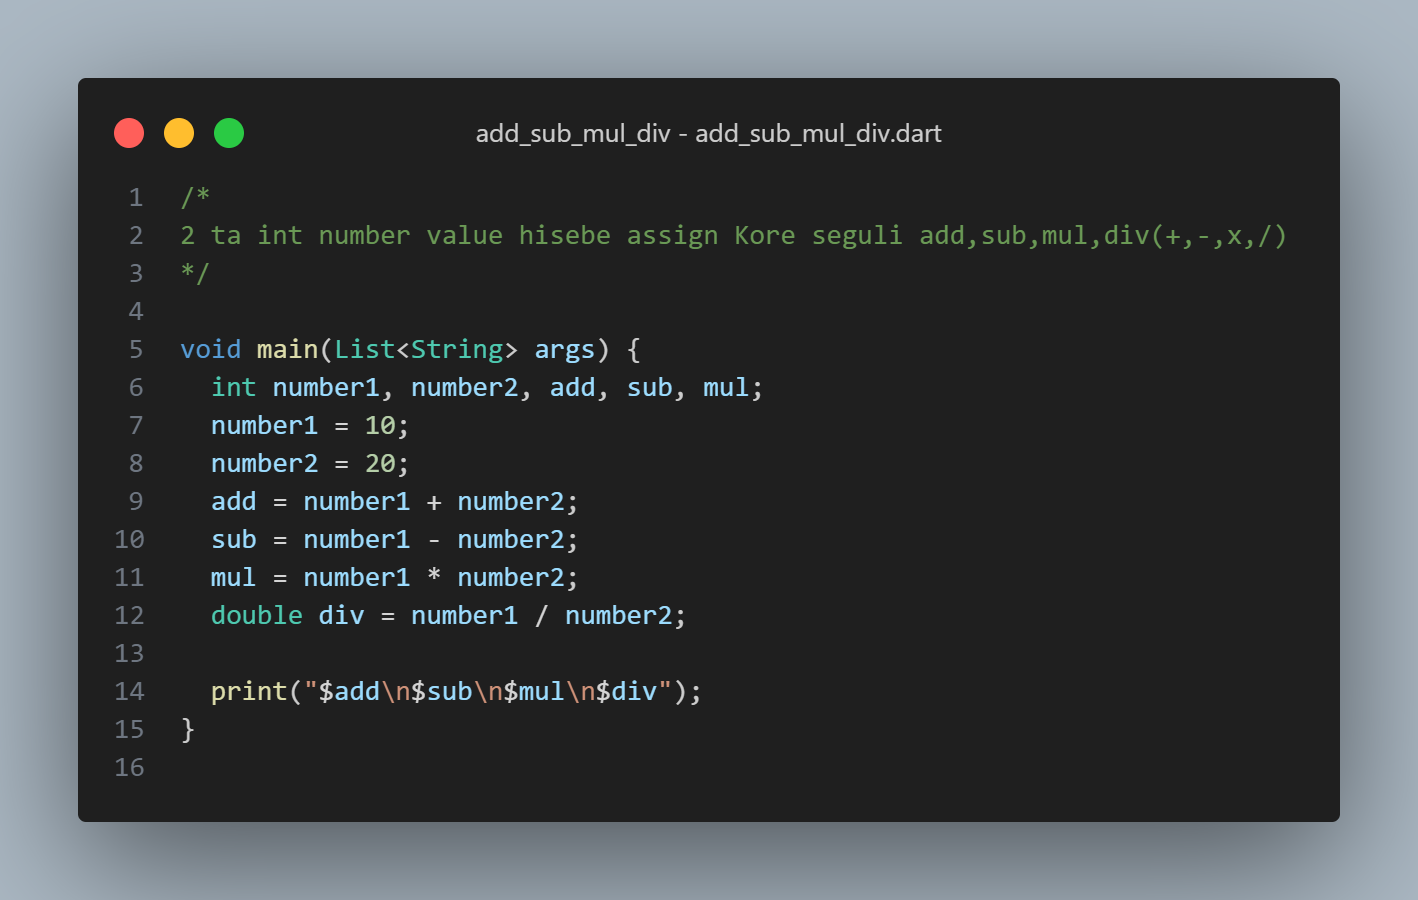 add_sub_mul_div - add_sub_mul_div.dart
1 /*
2 2 ta int number value hisebe assign Kore seguli add,sub,mul,div(+,-,x,/)
3 */
4
5 void main(List<String> args) {
6   int number1, number2, add, sub, mul;
7   number1 = 10;
8   number2 = 20;
9   add = number1 + number2;
10   sub = number1 - number2;
11   mul = number1 * number2;
12   double div = number1 / number2;
13
14   print("$add\n$sub\n$mul\n$div");
15 }
16